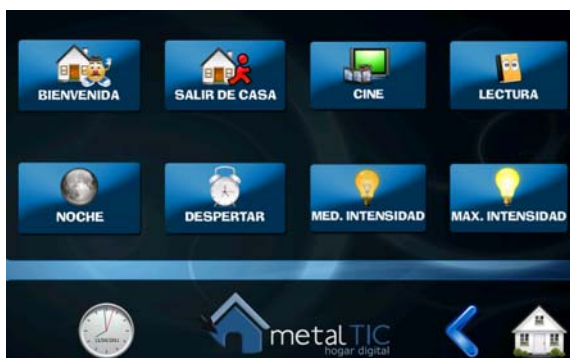 BIENVENIDA
SALIR DE CASA
CINE
LECTURA
NOCHE
DESPERTAR
MED. INTENSIDAD
MAX. INTENSIDAD
metalTIC
hogar digital